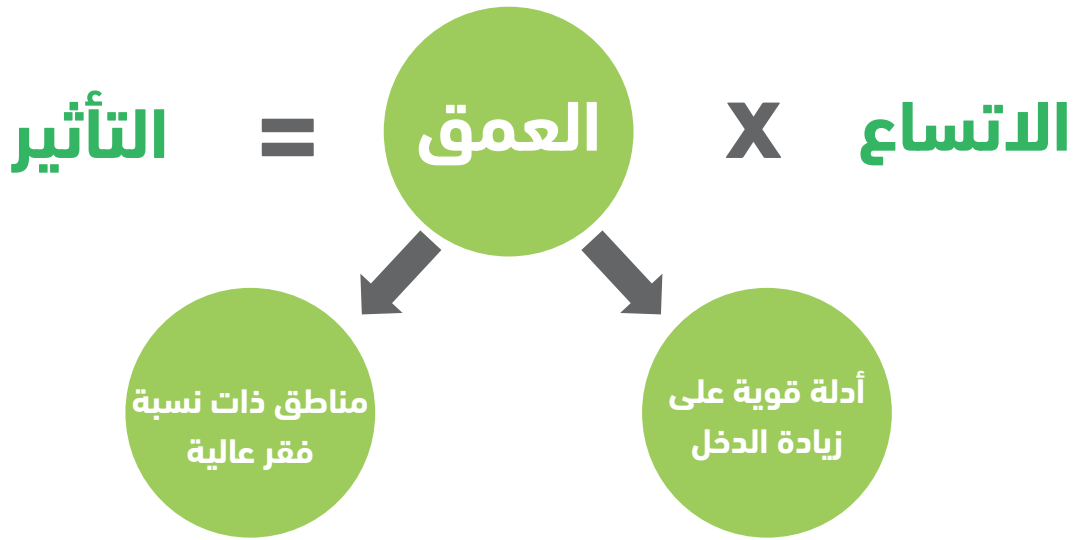 الاتساع X العمق = التأثير
أدلة قوية على
زيادة الدخل
مناطق ذات نسبة
فقر عالية